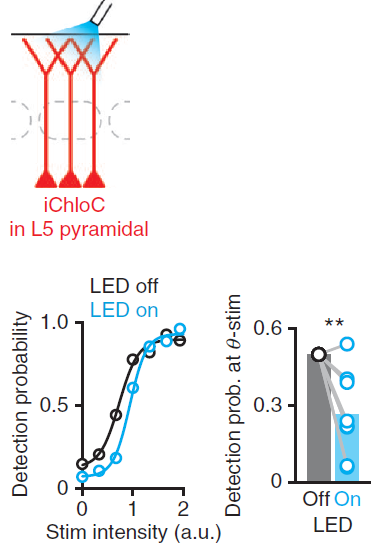 iChloC
in L5 pyramidal
LED off
LED on
Detection probability
1.0
0.5
0
0
1
2
Stim intensity (a.u.)
Detection prob. at θ-stim
0.6
0.3
0
**
Off On
LED